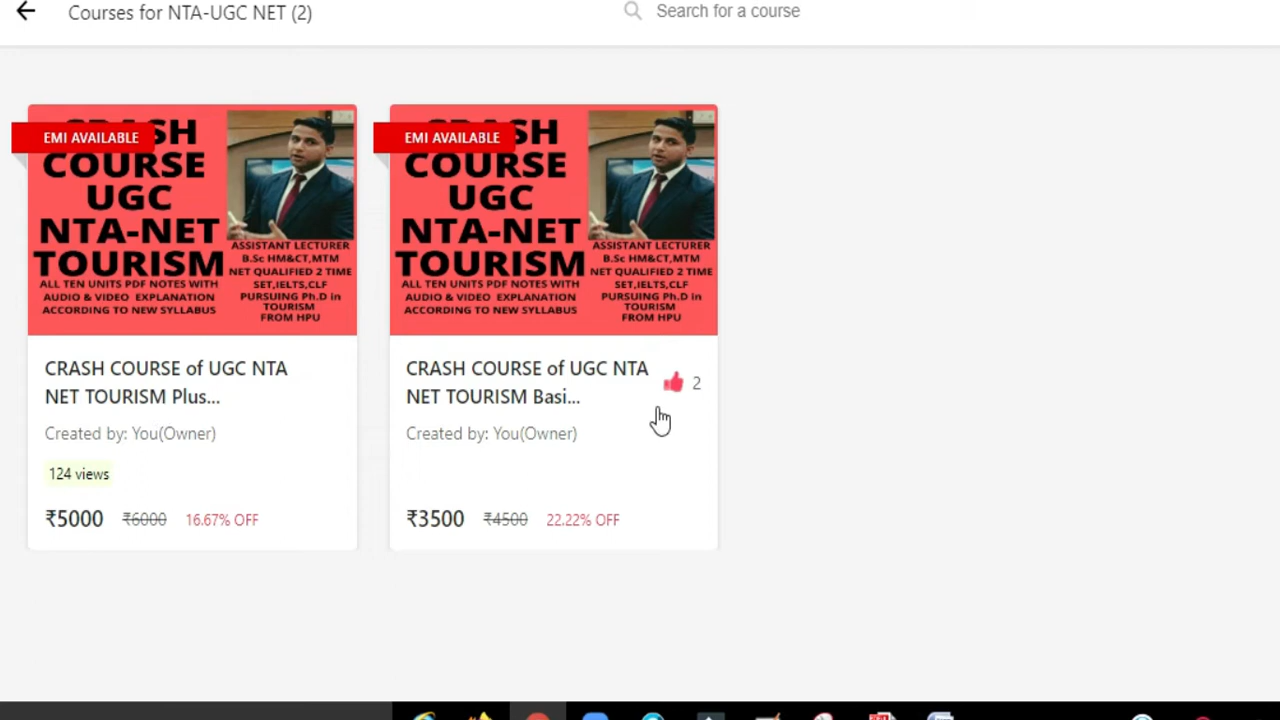 Courses for NTA-UGC NET (2)
Search for a course
EMI AVAILABLE
SH
COURSE
UGC
NTA-NET
TOURISM
ALL TEN UNITS PDF NOTES WITH
AUDIO & VIDEO EXPLANATION
ACCORDING TO NEW SYLLABUS
ASSISTANT LECTURER
B.Sc HM&CT,MTM
NET QUALIFIED 2 TIME
SET,IELTS,CLF
PURSUING Ph.D in
TOURISM
FROM HPU
CRASH COURSE of UGC NTA
NET TOURISM Plus...
Created by: You(Owner)
124 views
₹5000 ₹6000 16.67% OFF
EMI AVAILABLE
SH
COURSE
UGC
NTA-NET
TOURISM
ALL TEN UNITS PDF NOTES WITH
AUDIO & VIDEO EXPLANATION
ACCORDING TO NEW SYLLABUS
ASSISTANT LECTURER
B.Sc HM&CT,MTM
NET QUALIFIED 2 TIME
SET,IELTS,CLF
PURSUING Ph.D in
TOURISM
FROM HPU
CRASH COURSE of UGC NTA
NET TOURISM Basi...
2
Created by: You(Owner)
₹3500 ₹4500 22.22% OFF